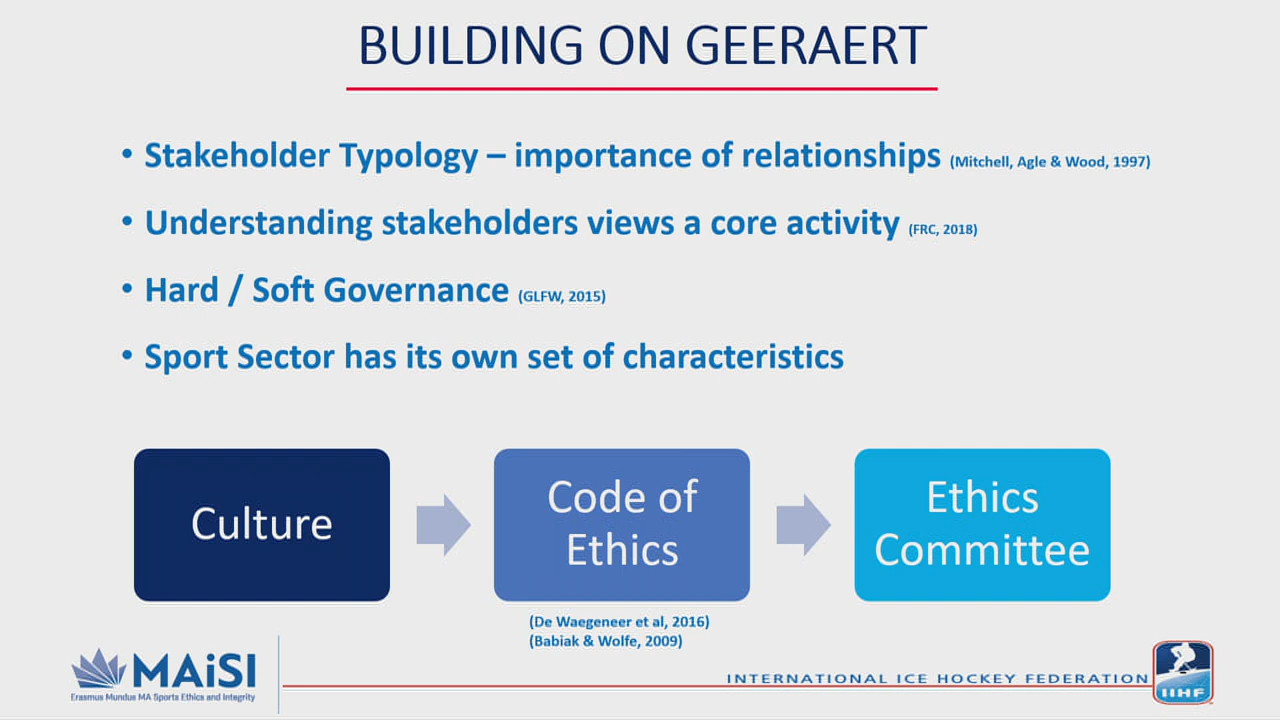 BUILDING ON GEERAERT
• Stakeholder Typology – importance of relationships (Mitchell, Agle & Wood, 1997)
• Understanding stakeholders views a core activity (FRC, 2018)
• Hard / Soft Governance (GLFW, 2015)
• Sport Sector has its own set of characteristics
Culture
Code of
Ethics
Ethics
Committee
(De Waegeneer et al, 2016)
(Babiak & Wolfe, 2009)
MAiSI
Erasmus Mundus MA Sports Ethics and Integrity
INTERNATIONAL ICE HOCKEY FEDERATION
IIHF